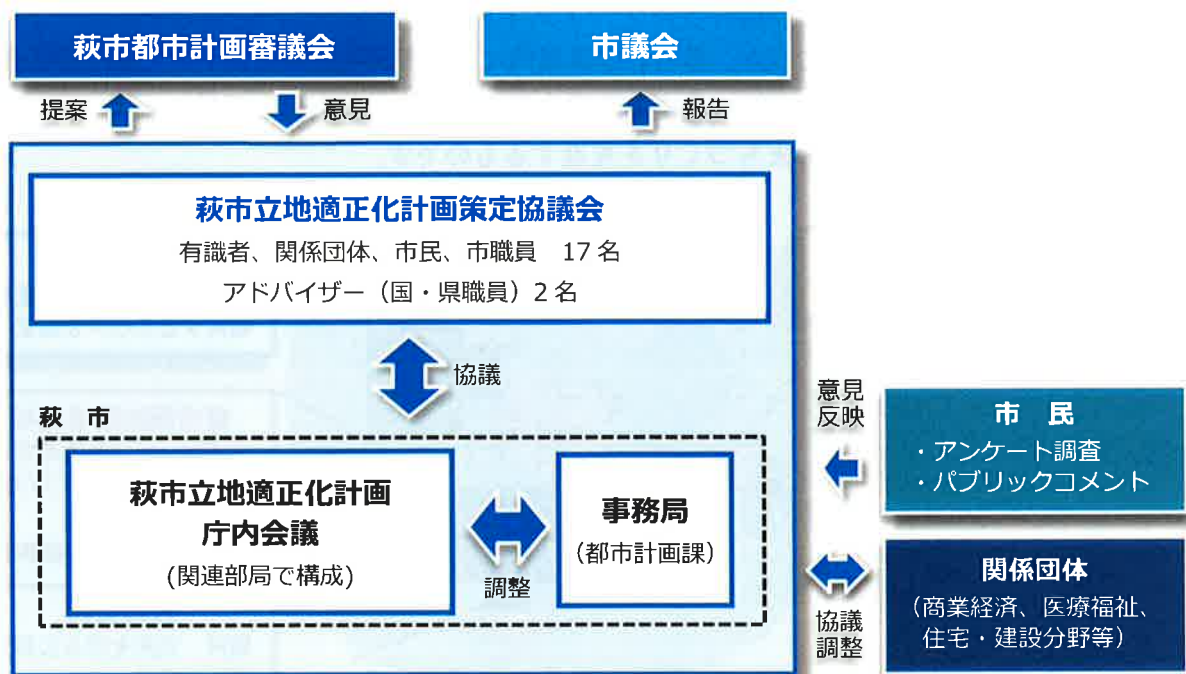 萩市都市計画審議会
市議会
提案
意見
報告
萩市立地適正化計画策定協議会
有識者、関係団体、市民、市職員　17 名
アドバイザー（国・県職員）2 名
協議
萩　市
萩市立地適正化計画
庁内会議
(関連部局で構成)
調整
事務局
(都市計画課)
意見
反映
市　民
・アンケート調査
・パブリックコメント
協議
調整
関係団体
（商業経済、医療福祉、
住宅・建設分野等）